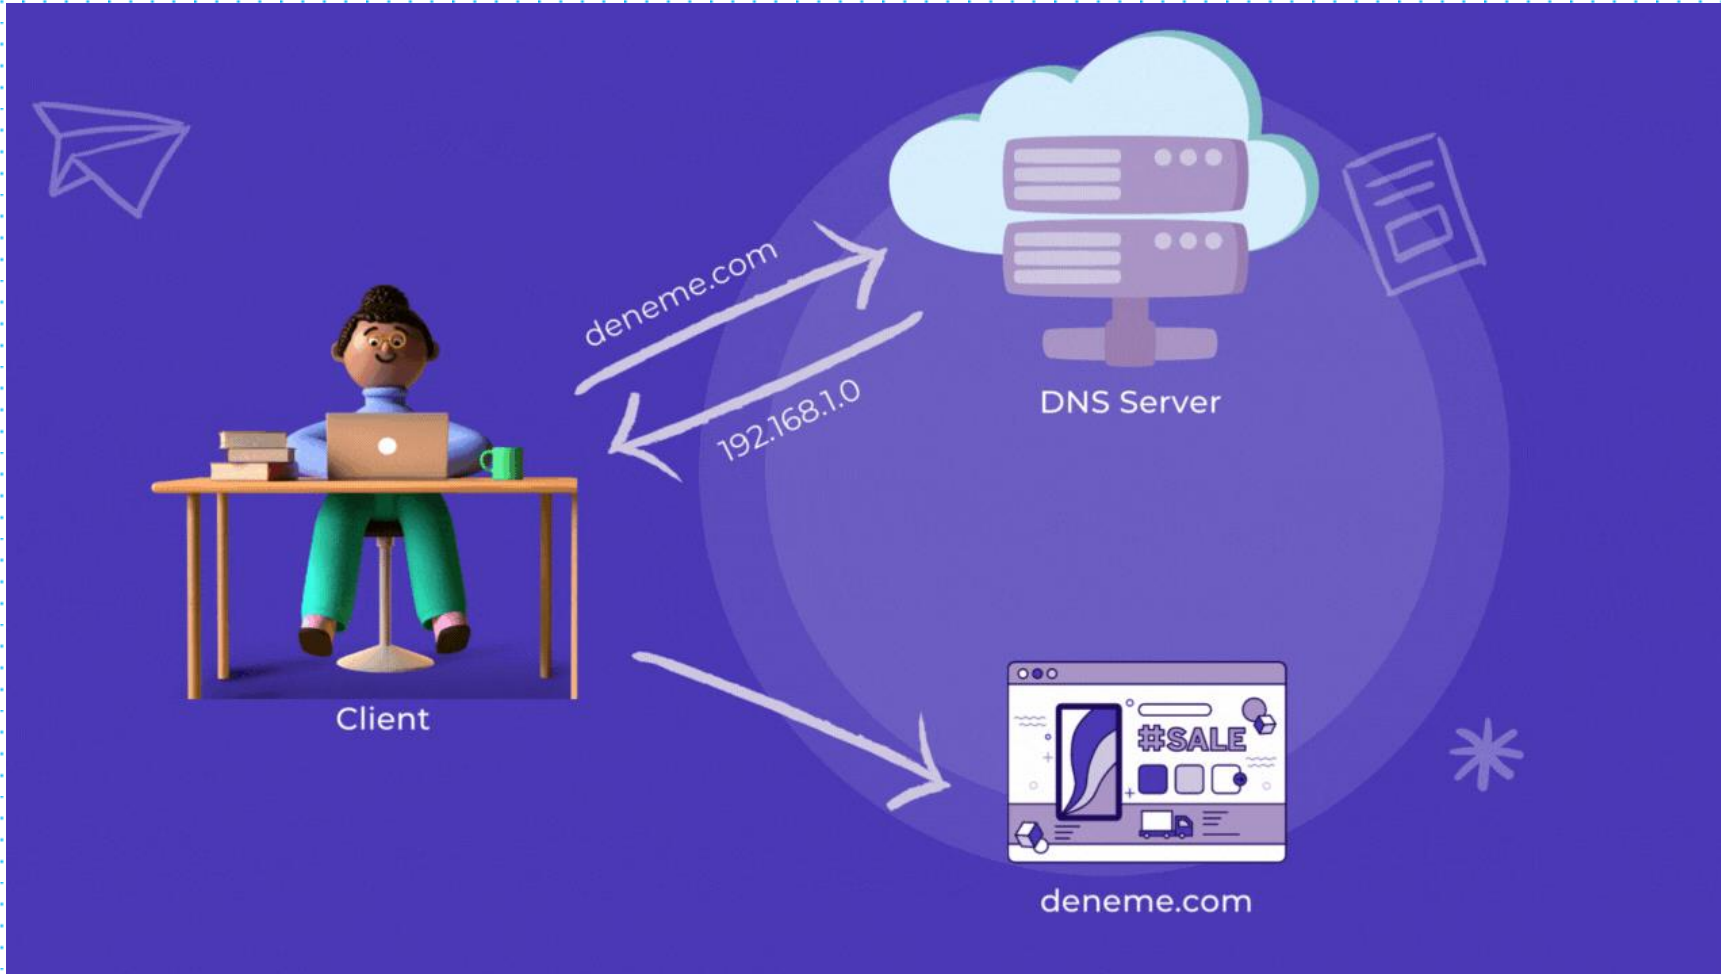 deneme.com
192.168.1.0
DNS Server
Client
#SALE
deneme.com